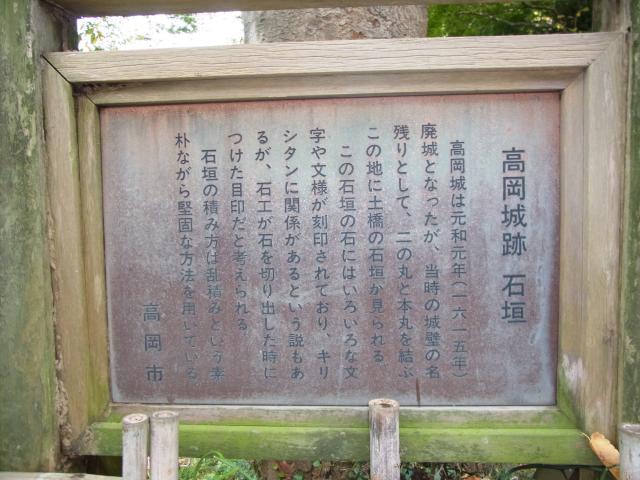 高岡城跡 石垣
高岡城は元和元年(一六一五年)
廃城となったが、当時の城壁の名
残りとして、二の丸と本丸を結ぶ
この地に土橋の石垣が見られる。
この石垣の石にはいろいろな文
字や文様が刻印されており、キリ
シタンに関係があるという説もあ
るが、石工が石を切り出した時に
つけた目印だと考えられる。
石垣の積み方は乱積みという素
朴ながら堅固な方法を用いている。
高岡市